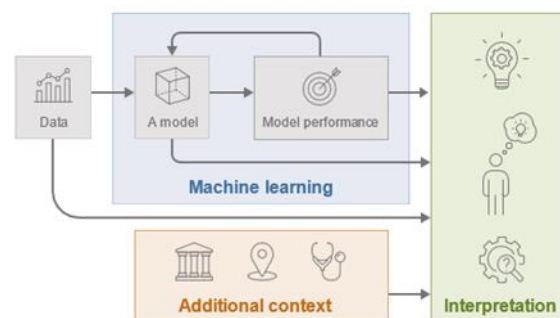 Data
A model
Model performance
Machine learning
Additional context
Interpretation